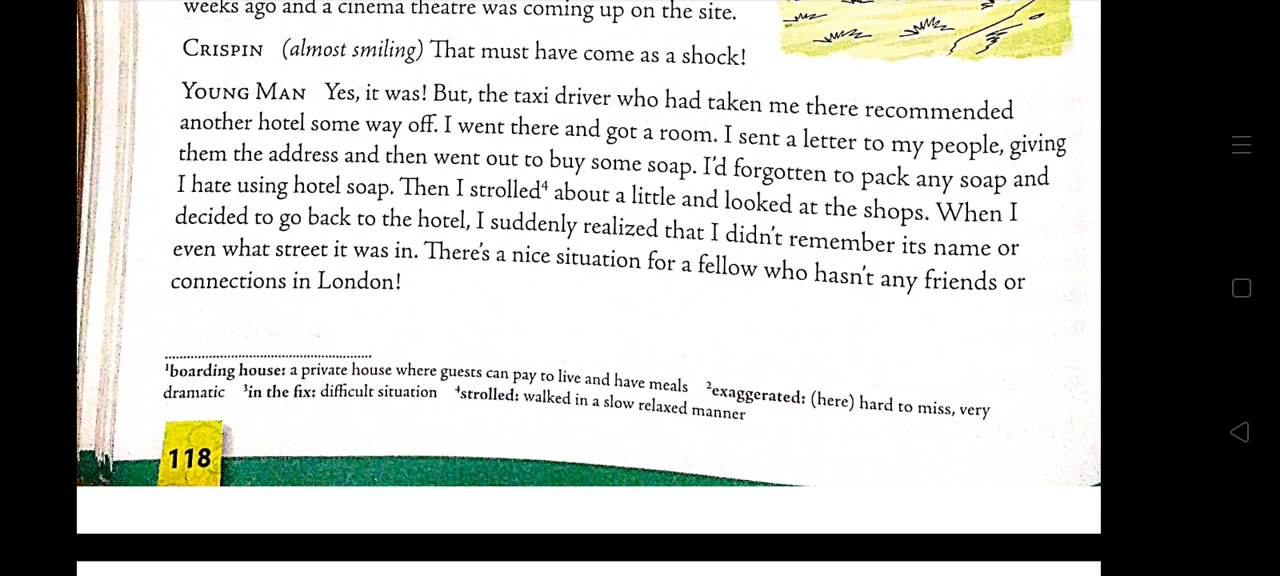 weeks ago and a cinema theatre was coming up on the site.
CRISPIN (almost smiling) That must have come as a shock!
YOUNG MAN Yes, it was! But, the taxi driver who had taken me there recommended
another hotel some way off. I went there and got a room. I sent a letter to my people, giving
them the address and then went out to buy some soap. I'd forgotten to pack any soap and
I hate using hotel soap. Then I strolled⁴ about a little and looked at the shops. When I
decided to go back to the hotel, I suddenly realized that I didn't remember its name or
even what street it was in. There's a nice situation for a fellow who hasn't any friends or
connections in London!
¹boarding house: a private house where guests can pay to live and have meals ²exaggerated: (here) hard to miss, very
dramatic ³in the fix: difficult situation ⁴strolled: walked in a slow relaxed manner
118